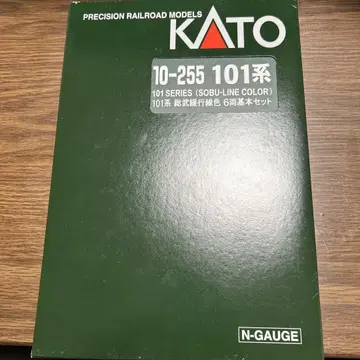 PRECISION RAILROAD MODELS
KATO
10-255 101系
101 SERIES (SOBU-LINE COLOR)
101系 総武緩行線色 6両基本セット
N-GAUGE